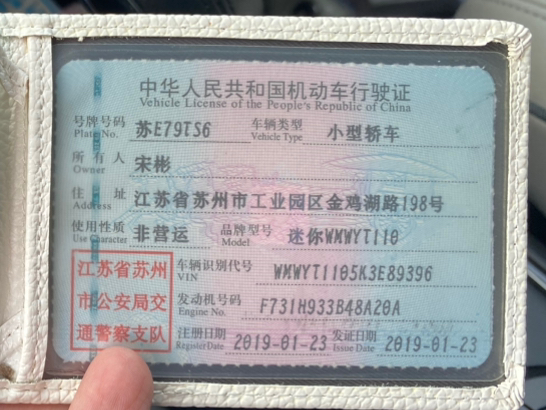 中华人民共和国机动车行驶证
Vehicle License of the People's Republic of China
号牌号码 苏E79TS6 车辆类型 小型轿车
Plate No. Vehicle Type
所有人 宋彬
Owner
住址 江苏省苏州市工业园区金鸡湖路198号
Address
使用性质 非营运 品牌型号 迷你WMWYT110
Use Character Model
江苏省苏州
市公安局交
通警察支队
车辆识别代号 WMWYT1105K3E89396
VIN
发动机号码 F731H933B48A20A
Engine No.
注册日期 2019-01-23 发证日期 2019-01-23
Register Date Issue Date